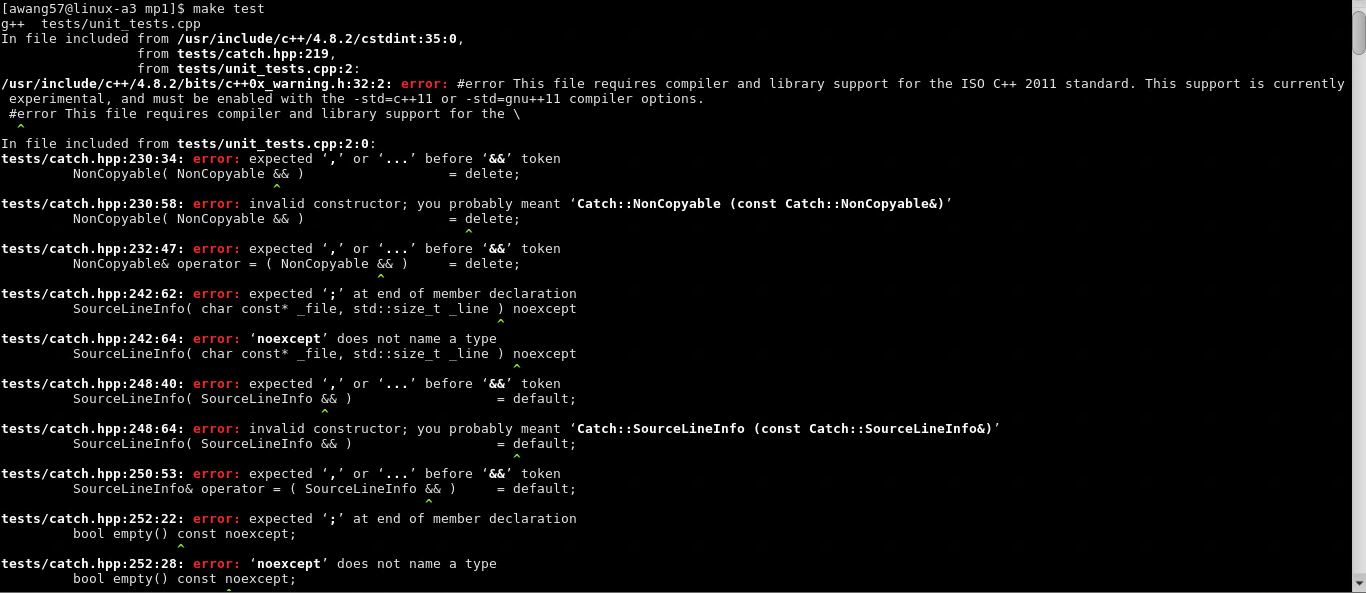 [awang57@linux-a3 mp1]$ make test
g++  tests/unit_tests.cpp
In file included from /usr/include/c++/4.8.2/cstdint:35:0,
                 from tests/catch.hpp:219,
                 from tests/unit_tests.cpp:2:
/usr/include/c++/4.8.2/bits/c++0x_warning.h:32:2: error: #error This file requires compiler and library support for the ISO C++ 2011 standard. This support is currently
 experimental, and must be enabled with the -std=c++11 or -std=gnu++11 compiler options.
 #error This file requires compiler and library support for the \
  ^
In file included from tests/unit_tests.cpp:2:0:
tests/catch.hpp:230:34: error: expected ‘,’ or ‘...’ before ‘&&’ token
         NonCopyable( NonCopyable && )                  = delete;
                                  ^
tests/catch.hpp:230:58: error: invalid constructor; you probably meant ‘Catch::NonCopyable (const Catch::NonCopyable&)’
         NonCopyable( NonCopyable && )                  = delete;
                                                          ^
tests/catch.hpp:232:47: error: expected ‘,’ or ‘...’ before ‘&&’ token
         NonCopyable& operator = ( NonCopyable && )     = delete;
                                               ^
tests/catch.hpp:242:62: error: expected ‘;’ at end of member declaration
         SourceLineInfo( char const* _file, std::size_t _line ) noexcept
                                                              ^
tests/catch.hpp:242:64: error: ‘noexcept’ does not name a type
         SourceLineInfo( char const* _file, std::size_t _line ) noexcept
                                                                ^
tests/catch.hpp:248:40: error: expected ‘,’ or ‘...’ before ‘&&’ token
         SourceLineInfo( SourceLineInfo && )                  = default;
                                        ^
tests/catch.hpp:248:64: error: invalid constructor; you probably meant ‘Catch::SourceLineInfo (const Catch::SourceLineInfo&)’
         SourceLineInfo( SourceLineInfo && )                  = default;
                                                                ^
tests/catch.hpp:250:53: error: expected ‘,’ or ‘...’ before ‘&&’ token
         SourceLineInfo& operator = ( SourceLineInfo && )     = default;
                                                     ^
tests/catch.hpp:252:22: error: expected ‘;’ at end of member declaration
         bool empty() const noexcept;
                      ^
tests/catch.hpp:252:28: error: ‘noexcept’ does not name a type
         bool empty() const noexcept;
                            ^